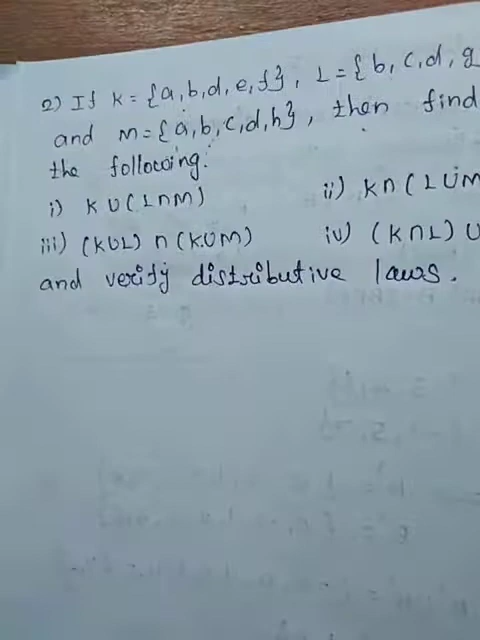 2) If K = {a,b,d,e,f}, L = {b,c,d,g
and m={a,b,c,d,h}, then find
the following:
i) K∪(L∩M) ii) K∩(L∪M
iii) (K∪L)∩(K∪M) iv) (K∩L)∪
and verify distributive laws.